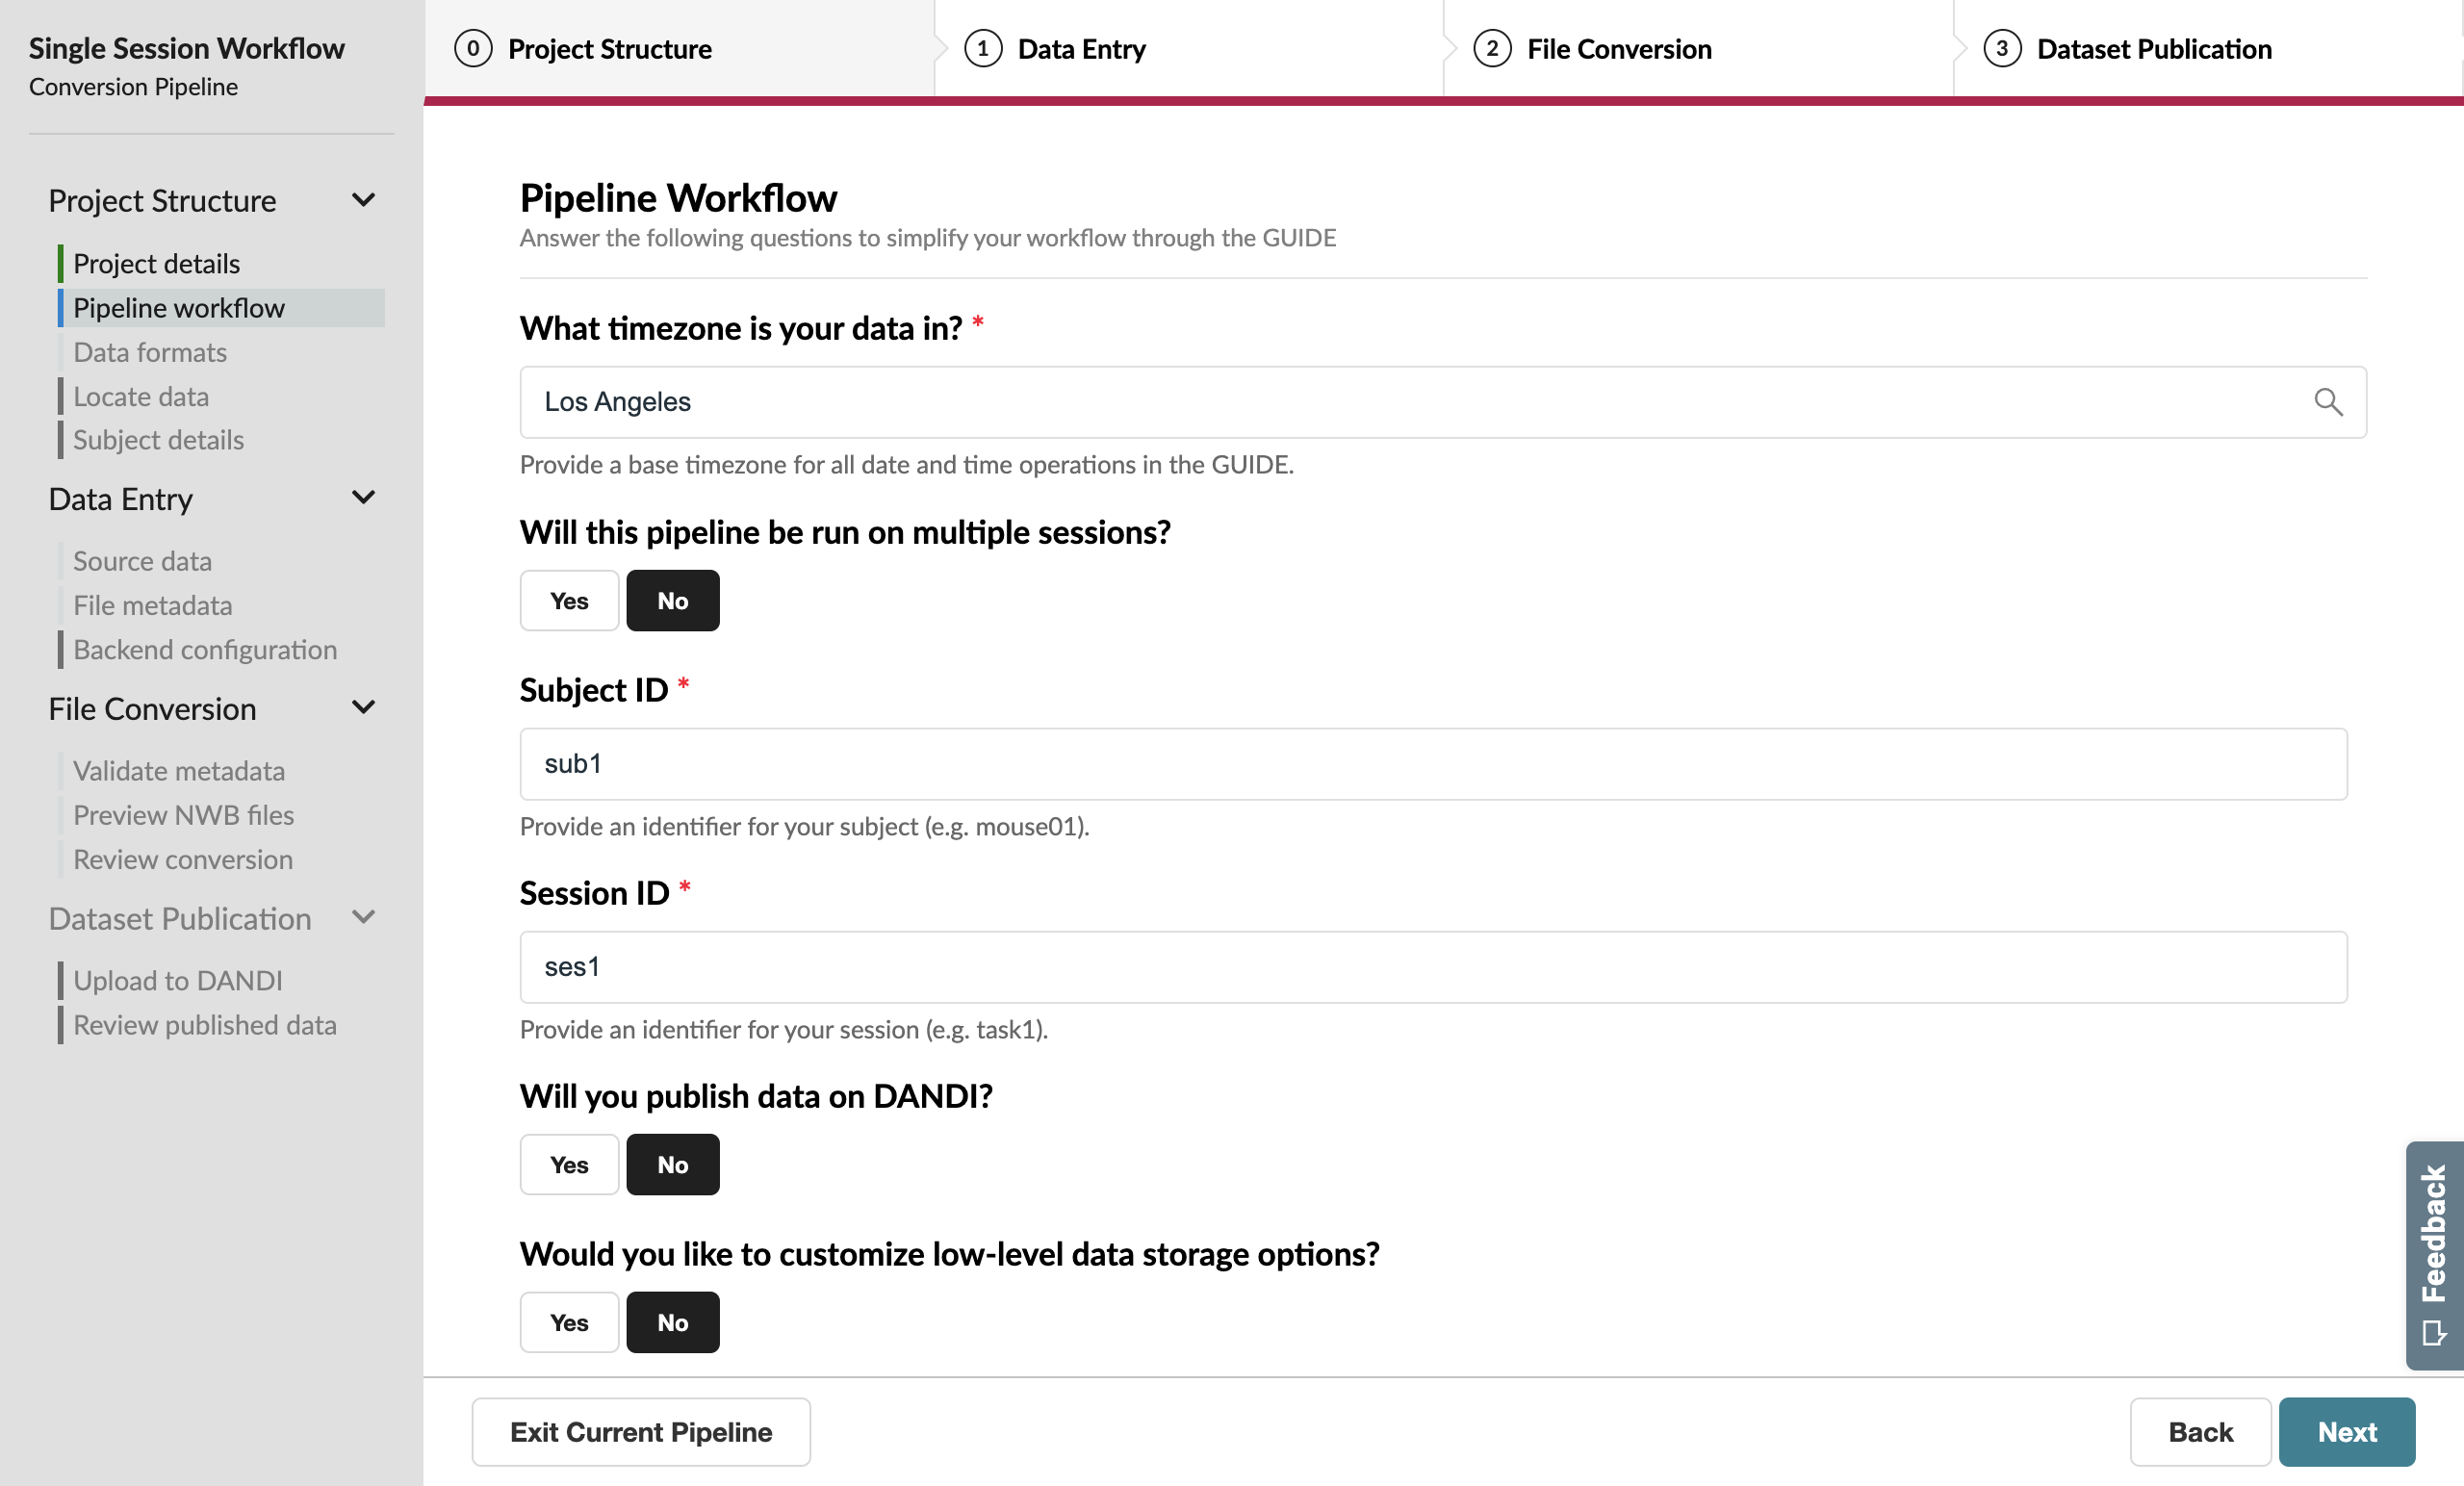 Single Session Workflow
Conversion Pipeline
Project Structure
Project details
Pipeline workflow
Data formats
Locate data
Subject details
Data Entry
Source data
File metadata
Backend configuration
File Conversion
Validate metadata
Preview NWB files
Review conversion
Dataset Publication
Upload to DANDI
Review published data
0 Project Structure
1 Data Entry
2 File Conversion
3 Dataset Publication
Pipeline Workflow
Answer the following questions to simplify your workflow through the GUIDE
What timezone is your data in? *
Los Angeles
Provide a base timezone for all date and time operations in the GUIDE.
Will this pipeline be run on multiple sessions?
Yes No
Subject ID *
sub1
Provide an identifier for your subject (e.g. mouse01).
Session ID *
ses1
Provide an identifier for your session (e.g. task1).
Will you publish data on DANDI?
Yes No
Would you like to customize low-level data storage options?
Yes No
Feedback
Exit Current Pipeline
Back
Next